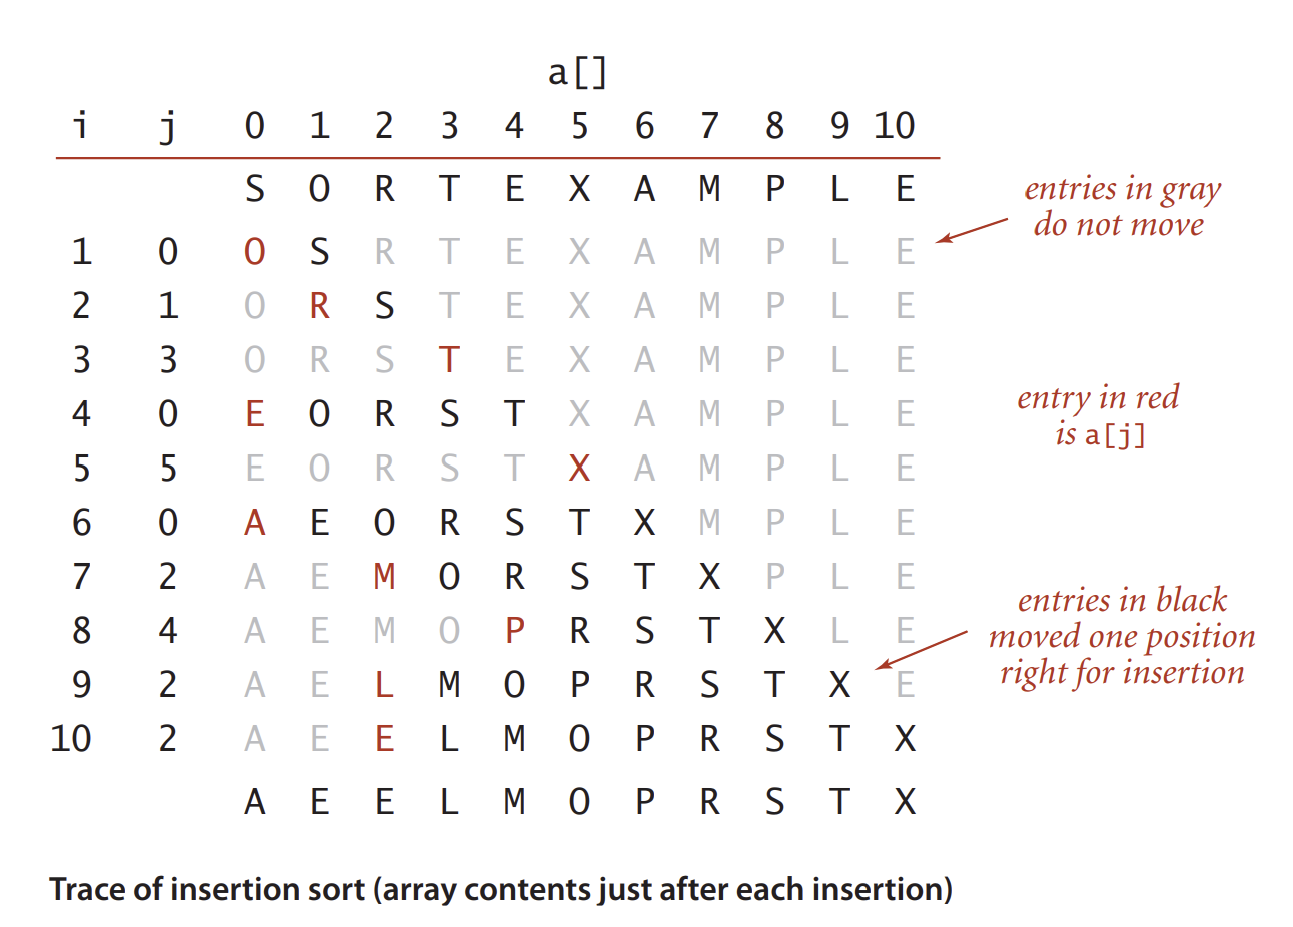 a[]
i j 0 1 2 3 4 5 6 7 8 9 10
S O R T E X A M P L E
entries in gray
do not move
1 0 O S R T E X A M P L E
2 1 O R S T E X A M P L E
3 3 O R S T E X A M P L E
4 0 E O R S T X A M P L E
entry in red
is a[j]
5 5 E O R S T X A M P L E
6 0 A E O R S T X M P L E
7 2 A E M O R S T X P L E
8 4 A E M O P R S T X L E
entries in black
moved one position
right for insertion
9 2 A E L M O P R S T X E
10 2 A E E L M O P R S T X
A E E L M O P R S T X
Trace of insertion sort (array contents just after each insertion)